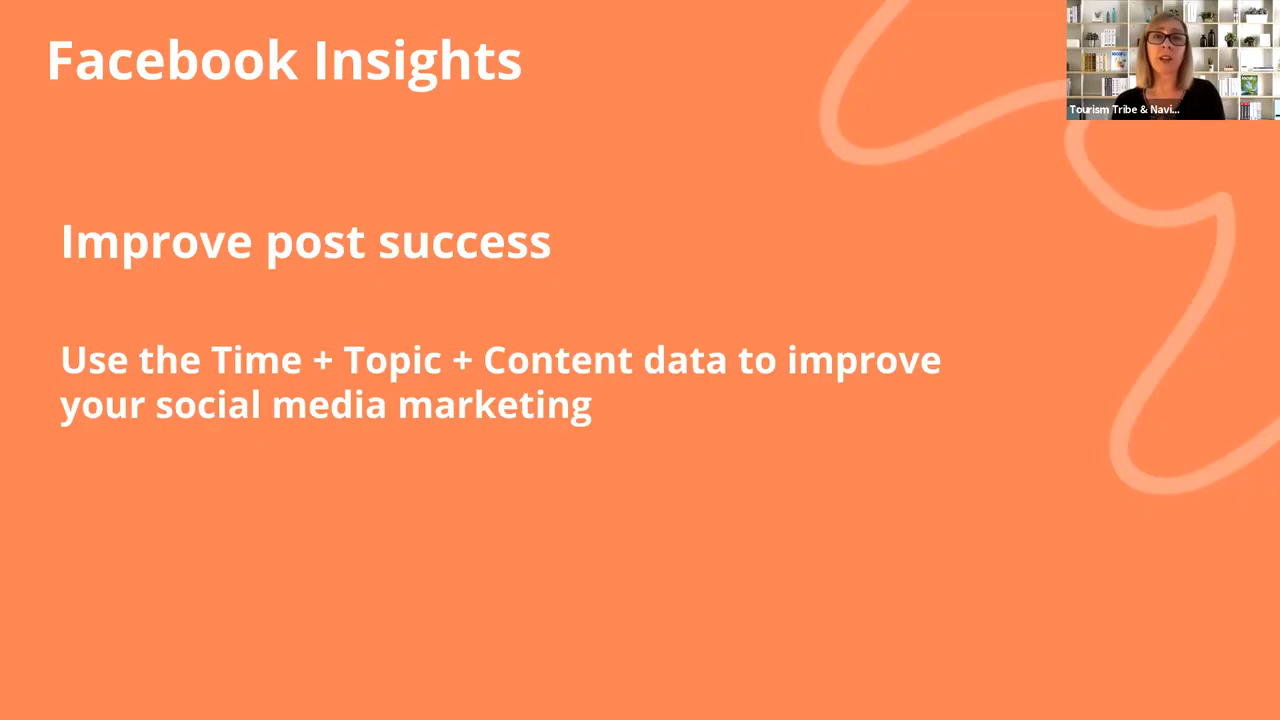 Facebook Insights
Tourism Tribe & Navi...
Improve post success
Use the Time + Topic + Content data to improve
your social media marketing